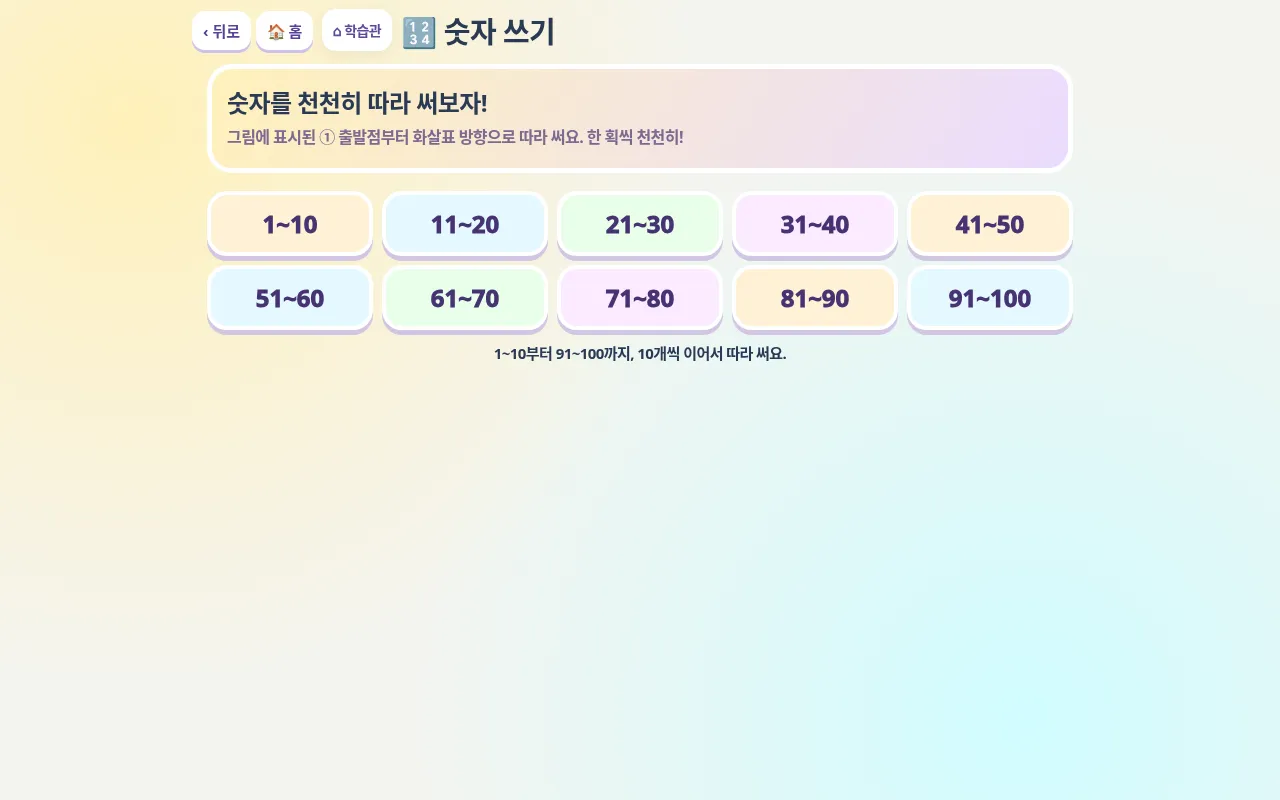 ‹ 뒤로 🏠 홈 ⌂ 학습관 🔢 숫자 쓰기
숫자를 천천히 따라 써보자!
그림에 표시된 ① 출발점부터 화살표 방향으로 따라 써요. 한 획씩 천천히!
1~10 11~20 21~30 31~40 41~50
51~60 61~70 71~80 81~90 91~100
1~10부터 91~100까지, 10개씩 이어서 따라 써요.